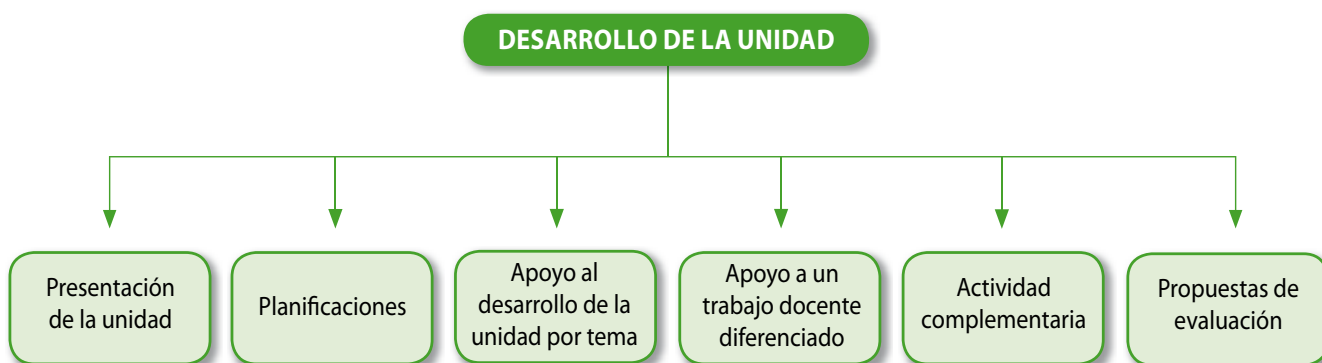 DESARROLLO DE LA UNIDAD
Presentación
de la unidad
Planificaciones
Apoyo al
desarrollo de la
unidad por tema
Apoyo a un
trabajo docente
diferenciado
Actividad
complementaria
Propuestas de
evaluación